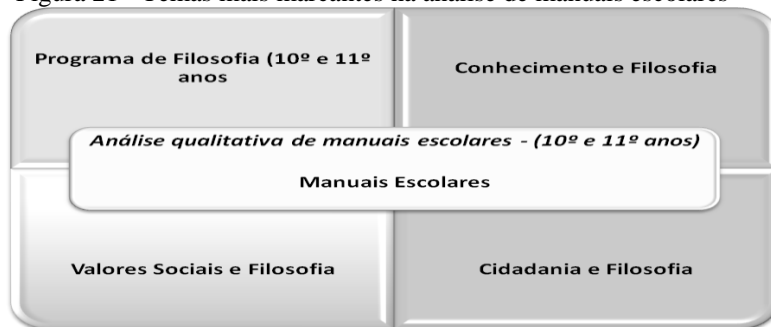 Programa de Filosofia (10º e 11º
anos
Conhecimento e Filosofia
Análise qualitativa de manuais escolares - (10º e 11º anos)
Manuais Escolares
Valores Sociais e Filosofia
Cidadania e Filosofia